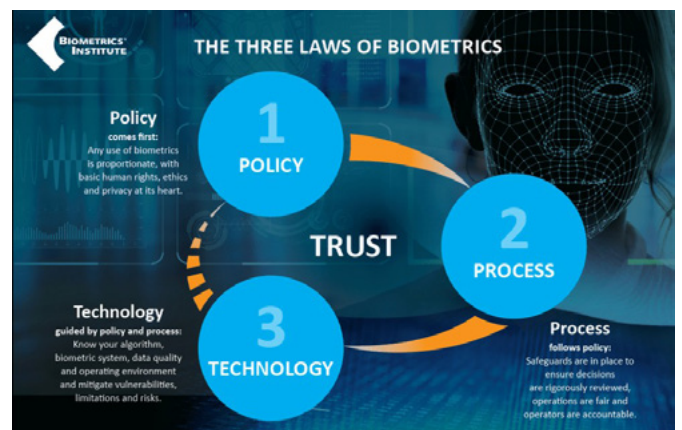 BIOMETRICS
INSTITUTE
THE THREE LAWS OF BIOMETRICS
Policy
comes first:
Any use of biometrics
is proportionate, with
basic human rights, ethics
and privacy at its heart.
1
POLICY
TRUST
2
PROCESS
Technology
guided by policy and process:
Know your algorithm,
biometric system, data quality
and operating environment
and mitigate vulnerabilities,
limitations and risks.
3
TECHNOLOGY
Process
follows policy:
Safeguards are in place to
ensure decisions
are rigorously reviewed,
operations are fair and
operators are accountable.